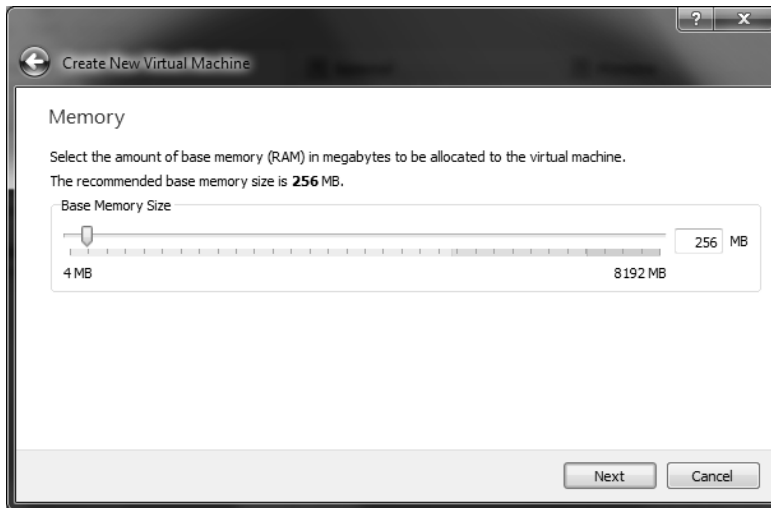 ? X
Create New Virtual Machine
Memory
Select the amount of base memory (RAM) in megabytes to be allocated to the virtual machine.
The recommended base memory size is 256 MB.
Base Memory Size
256 MB
4 MB 8192 MB
Next Cancel